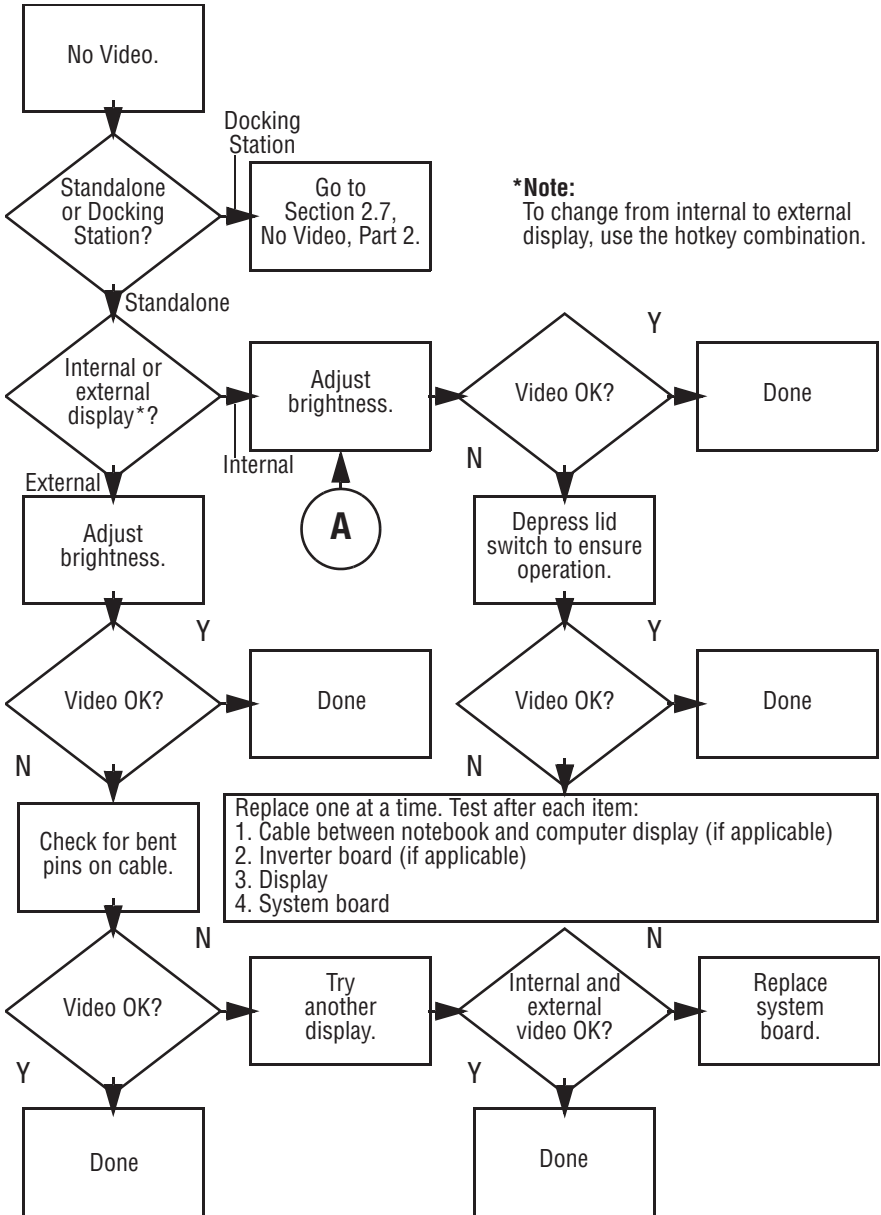 No Video.
Docking
Station
Standalone
or Docking
Station?
Go to
Section 2.7,
No Video, Part 2.
*Note:
To change from internal to external
display, use the hotkey combination.
Standalone
Internal or
external
display*?
Internal
Adjust
brightness.
A
Video OK?
Y
Done
N
External
Adjust
brightness.
Depress lid
switch to ensure
operation.
Video OK?
Y
Done
N
Video OK?
Y
Done
N
Check for bent
pins on cable.
Replace one at a time. Test after each item:
1. Cable between notebook and computer display (if applicable)
2. Inverter board (if applicable)
3. Display
4. System board
Video OK?
N
Try
another
display.
Internal and
external
video OK?
N
Replace
system
board.
Y
Done
Y
Done